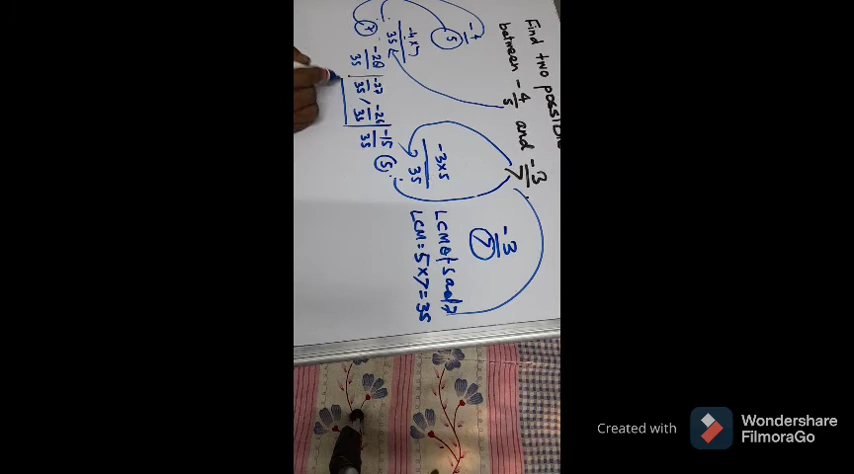 Find two possible
between -4/5 and -3/7
-4/5
-3/7
LCM of 5 and 7
LCM = 5 x 7 = 35
-4 x 7/35
-3 x 5/35
7 -28/35 -27/35 / -26/35 -15/35 5
Created with
Wondershare
FilmoraGo